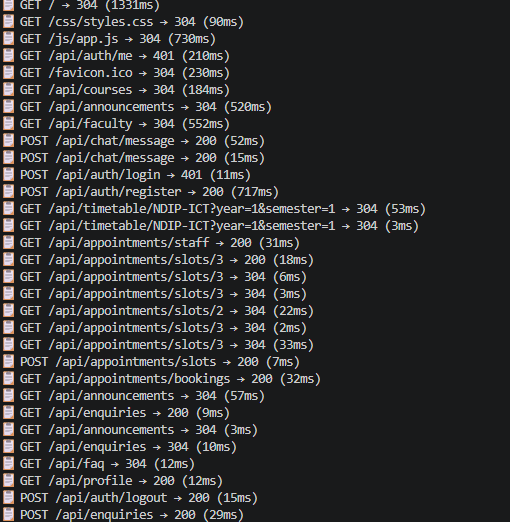 GET / → 304 (1331ms)
GET /css/styles.css → 304 (90ms)
GET /js/app.js → 304 (730ms)
GET /api/auth/me → 401 (210ms)
GET /favicon.ico → 304 (230ms)
GET /api/courses → 304 (184ms)
GET /api/announcements → 304 (520ms)
GET /api/faculty → 304 (552ms)
POST /api/chat/message → 200 (52ms)
POST /api/chat/message → 200 (15ms)
POST /api/auth/login → 401 (11ms)
POST /api/auth/register → 200 (717ms)
GET /api/timetable/NDIP-ICT?year=1&semester=1 → 304 (53ms)
GET /api/timetable/NDIP-ICT?year=1&semester=1 → 304 (3ms)
GET /api/appointments/staff → 200 (31ms)
GET /api/appointments/slots/3 → 200 (18ms)
GET /api/appointments/slots/3 → 304 (6ms)
GET /api/appointments/slots/3 → 304 (3ms)
GET /api/appointments/slots/2 → 304 (22ms)
GET /api/appointments/slots/3 → 304 (2ms)
GET /api/appointments/slots/3 → 304 (33ms)
POST /api/appointments/slots → 200 (7ms)
GET /api/appointments/bookings → 200 (32ms)
GET /api/announcements → 304 (57ms)
GET /api/enquiries → 200 (9ms)
GET /api/announcements → 304 (3ms)
GET /api/enquiries → 304 (10ms)
GET /api/faq → 304 (12ms)
GET /api/profile → 200 (12ms)
POST /api/auth/logout → 200 (15ms)
POST /api/enquiries → 200 (29ms)